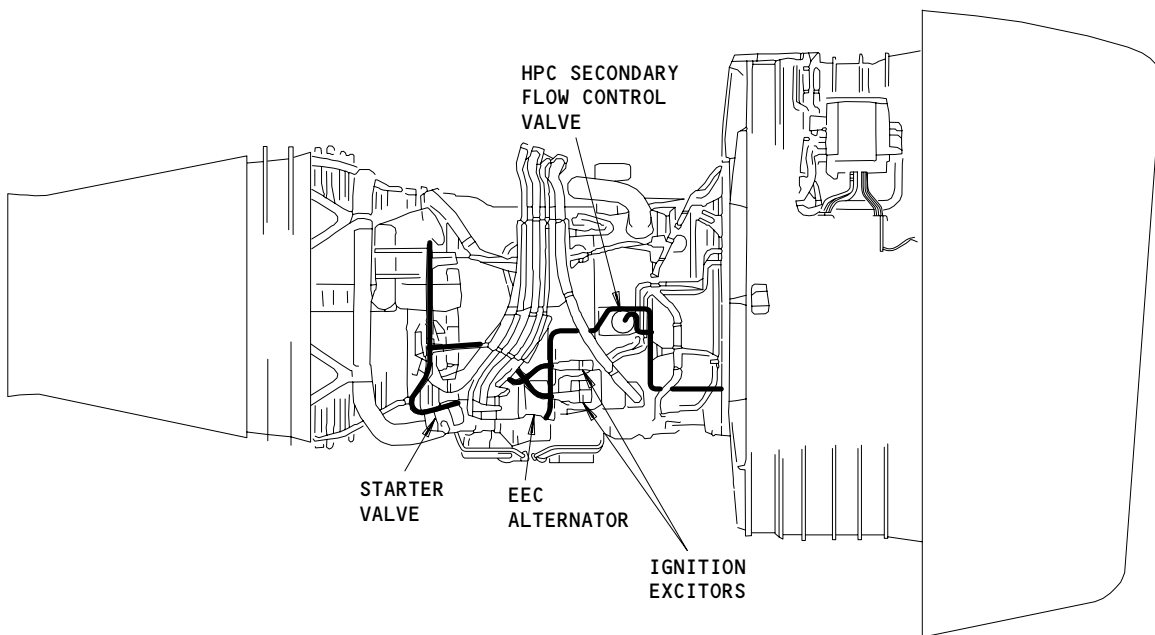 HPC SECONDARY
FLOW CONTROL
VALVE
STARTER
VALVE
EEC
ALTERNATOR
IGNITION
EXCITORS